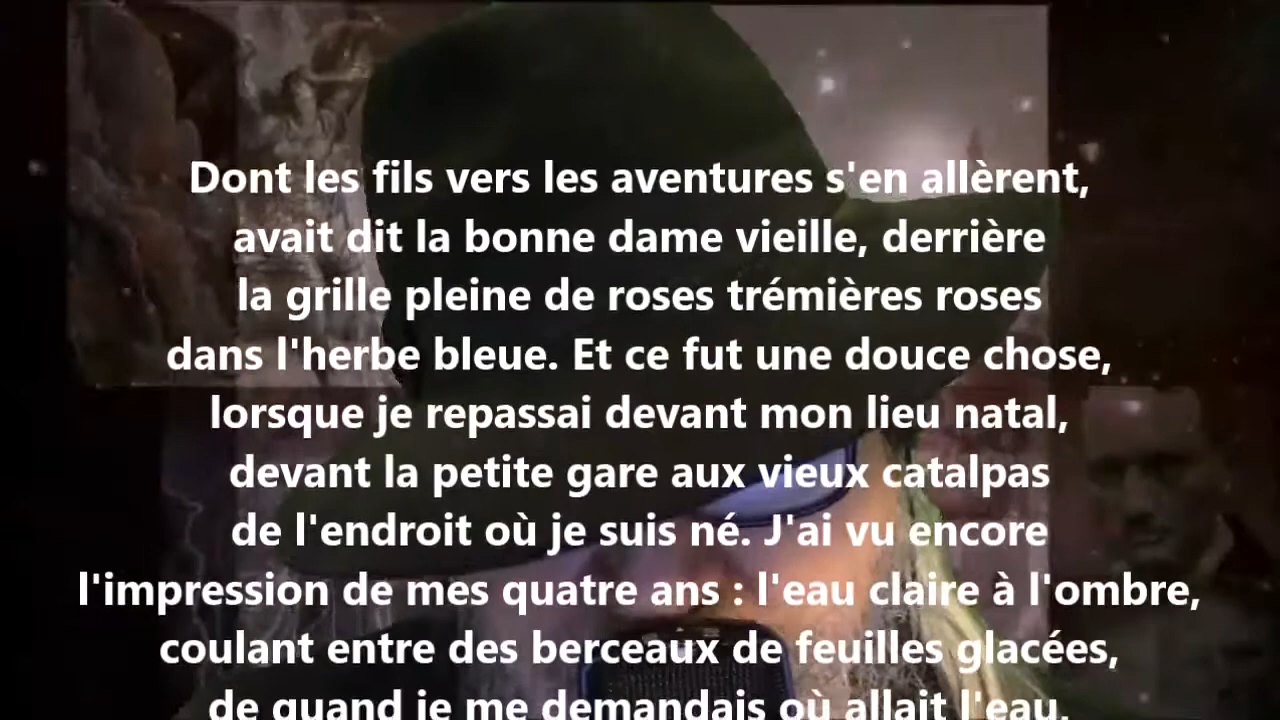 Dont les fils vers les aventures s'en allèrent,
avait dit la bonne dame vieille, derrière
la grille pleine de roses trémières roses
dans l'herbe bleue. Et ce fut une douce chose,
lorsque je repassai devant mon lieu natal,
devant la petite gare aux vieux catalpas
de l'endroit où je suis né. J'ai vu encore
l'impression de mes quatre ans : l'eau claire à l'ombre,
coulant entre des berceaux de feuilles glacées,
de quand je me demandais où allait l'eau.